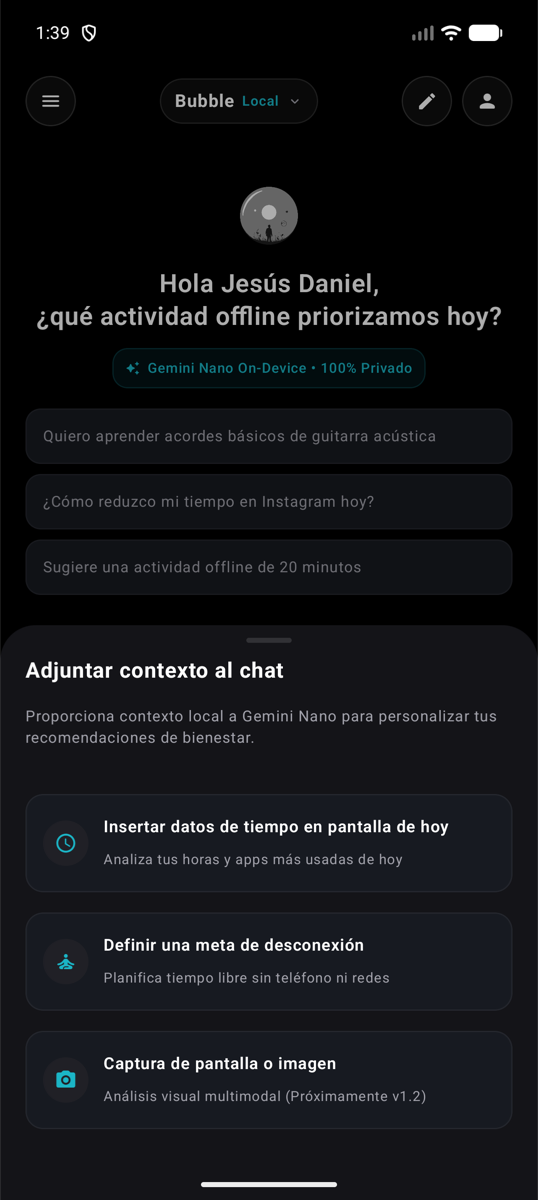 1:39
Bubble Local
Hola Jesús Daniel,
¿qué actividad offline priorizamos hoy?
Gemini Nano On-Device • 100% Privado
Quiero aprender acordes básicos de guitarra acústica
¿Cómo reduzco mi tiempo en Instagram hoy?
Sugiere una actividad offline de 20 minutos
Adjuntar contexto al chat
Proporciona contexto local a Gemini Nano para personalizar tus
recomendaciones de bienestar.
Insertar datos de tiempo en pantalla de hoy
Analiza tus horas y apps más usadas de hoy
Definir una meta de desconexión
Planifica tiempo libre sin teléfono ni redes
Captura de pantalla o imagen
Análisis visual multimodal (Próximamente v1.2)